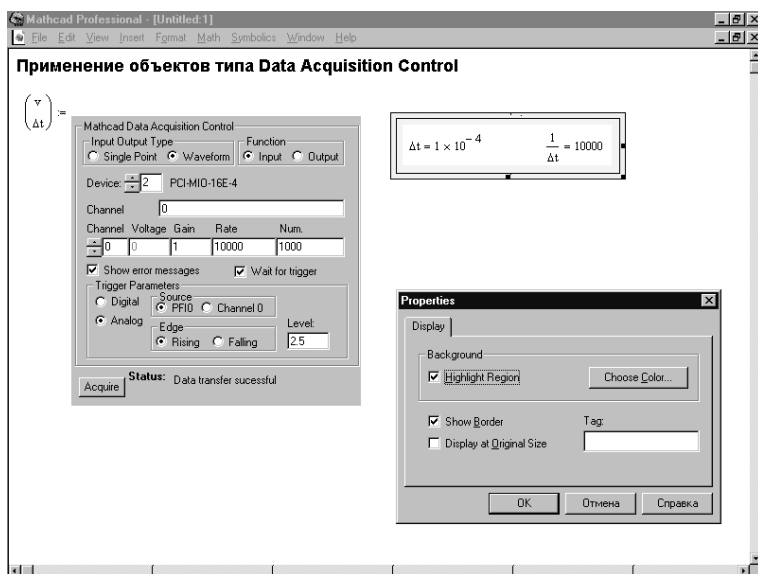 Mathcad Professional - [Untitled:1]
File Edit View Insert Format Math Symbolics Window Help
Применение объектов типа Data Acquisition Control
v
Δt
:=
Mathcad Data Acquisition Control
Input Output Type
Single Point Waveform
Function
Input Output
Device: 2 PCI-MIO-16E-4
Channel 0
Channel Voltage Gain Rate Num.
0 0 1 10000 1000
Show error messages Wait for trigger
Trigger Parameters
Digital
Analog
Source
PFI0 Channel 0
Edge
Rising Falling
Level:
2.5
Acquire
Status: Data transfer sucessful
Δt = 1 × 10^-4
1/Δt = 10000
Properties
Display
Background
Highlight Region Choose Color...
Show Border Tag:
Display at Original Size
OK Отмена Справка